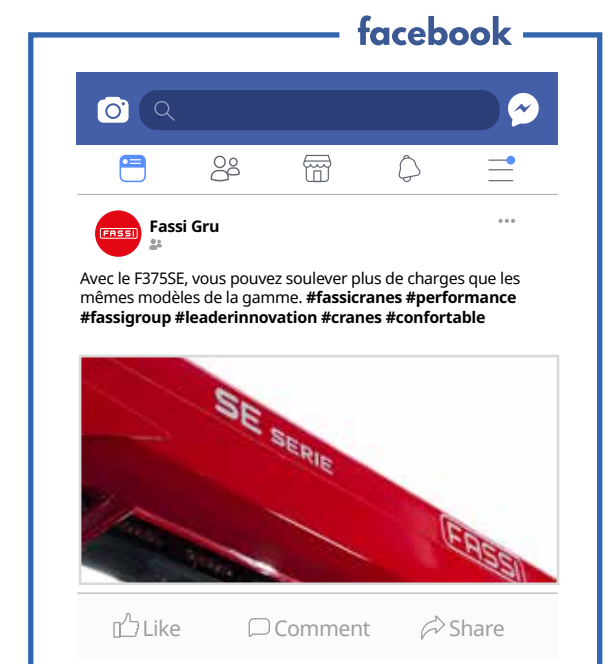 facebook
FASSI
Fassi Gru
Avec le F375SE, vous pouvez soulever plus de charges que les
mêmes modèles de la gamme. #fassicranes #performance
#fassigroup #leaderinnovation #cranes #confortable
SE SERIE
FASSI
Like Comment Share